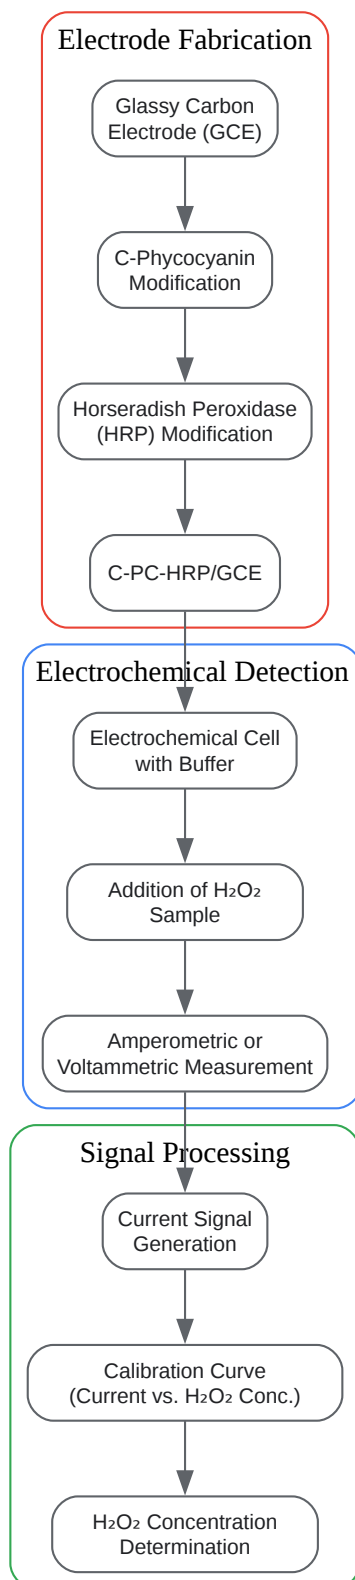 Electrode Fabrication
Glassy Carbon
Electrode (GCE)
C-Phycocyanin
Modification
Horseradish Peroxidase
(HRP) Modification
C-PC-HRP/GCE
Electrochemical Detection
Electrochemical Cell
with Buffer
Addition of H₂O₂
Sample
Amperometric or
Voltammetric Measurement
Signal Processing
Current Signal
Generation
Calibration Curve
(Current vs. H₂O₂ Conc.)
H₂O₂ Concentration
Determination